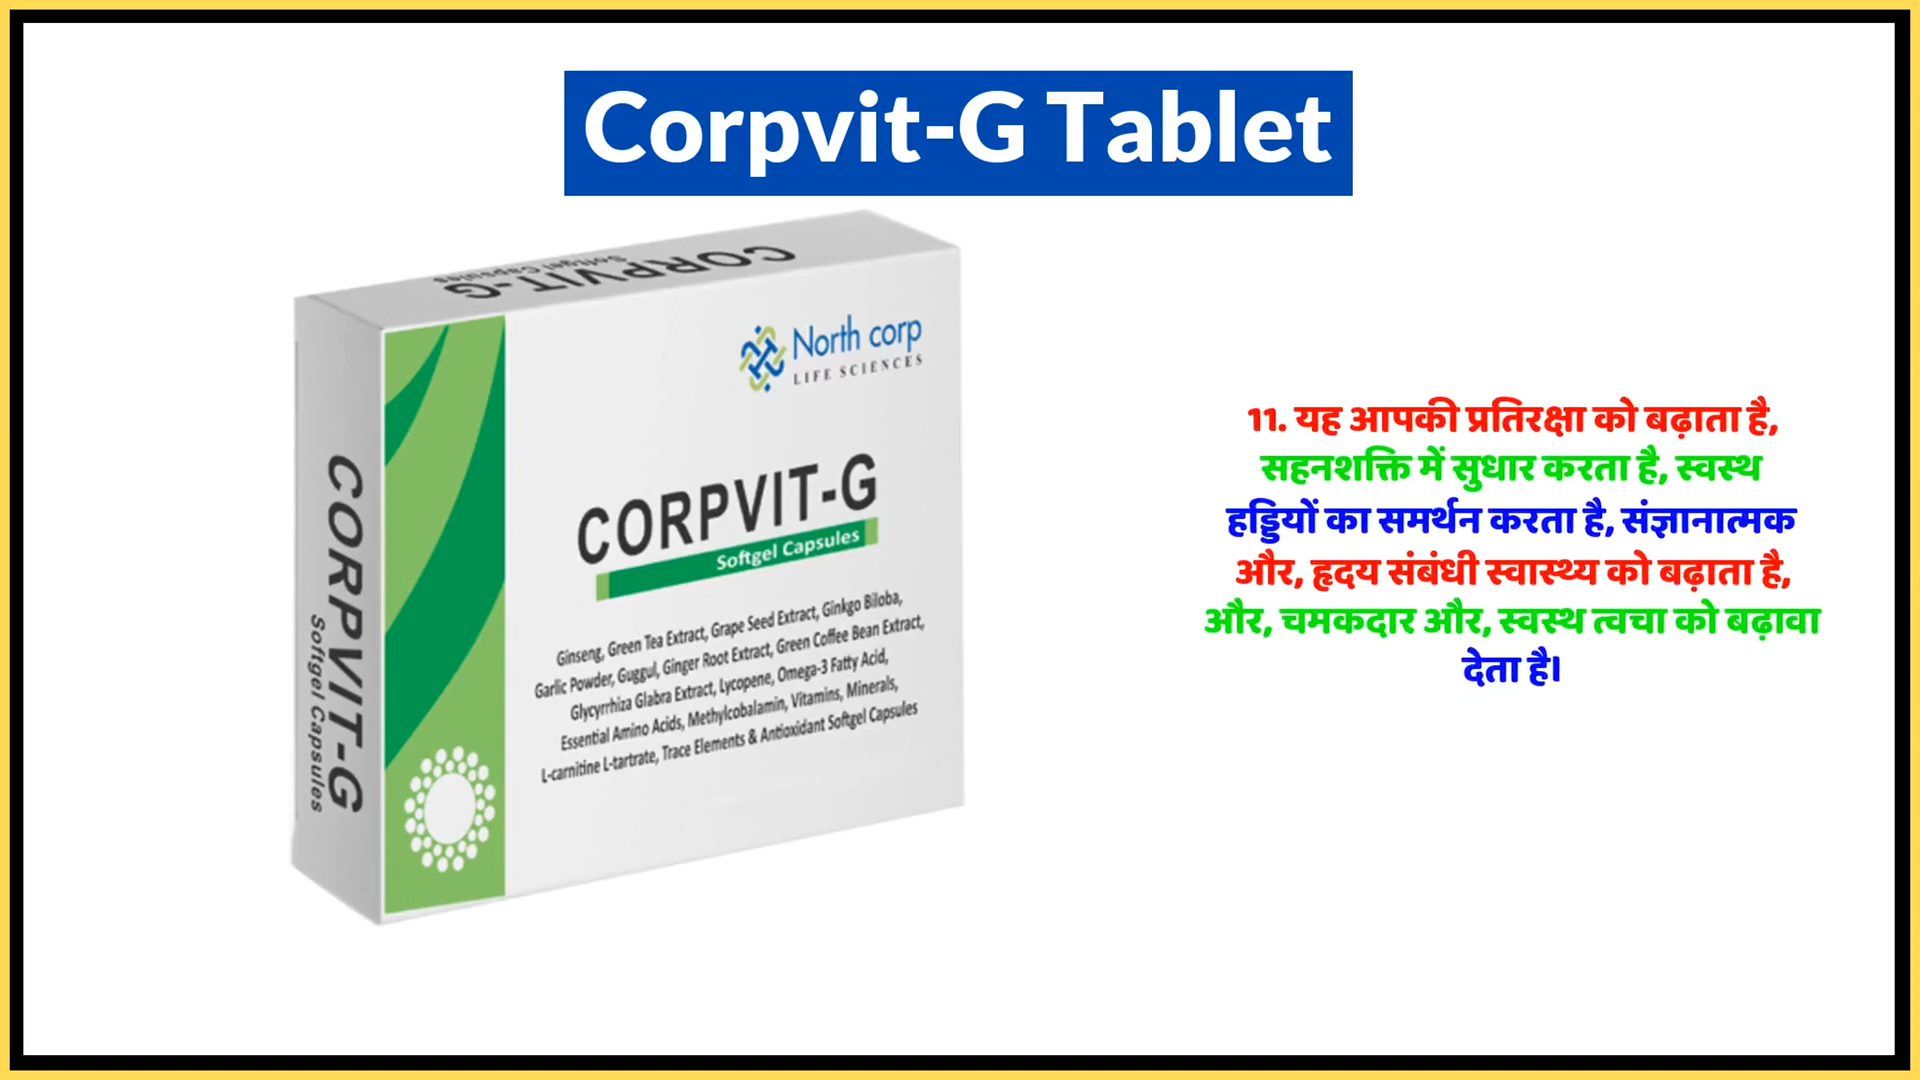 Corpvit-G Tablet
CORPVIT-G
Softgel Capsules
North corp
LIFE SCIENCES
CORPVIT-G
Softgel Capsules
CORPVIT-G
Softgel Capsules
Ginseng, Green Tea Extract, Grape Seed Extract, Ginkgo Biloba,
Garlic Powder, Guggul, Ginger Root Extract, Green Coffee Bean Extract,
Glycyrrhiza Glabra Extract, Lycopene, Omega-3 Fatty Acid,
Essential Amino Acids, Methylcobalamin, Vitamins, Minerals,
L-carnitine L-tartrate, Trace Elements & Antioxidant Softgel Capsules
11. यह आपकी प्रतिरक्षा को बढ़ाता है,
सहनशक्ति में सुधार करता है, स्वस्थ
हड्डियों का समर्थन करता है, संज्ञानात्मक
और, हृदय संबंधी स्वास्थ्य को बढ़ाता है,
और, चमकदार और, स्वस्थ त्वचा को बढ़ावा
देता है।